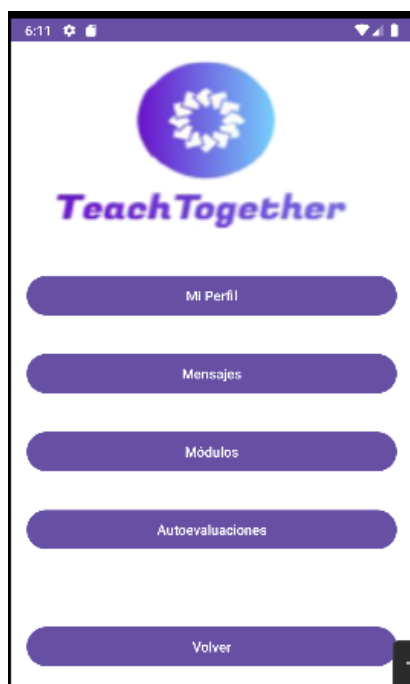 6:11
TeachTogether
Mi Perfil
Mensajes
Módulos
Autoevaluaciones
Volver